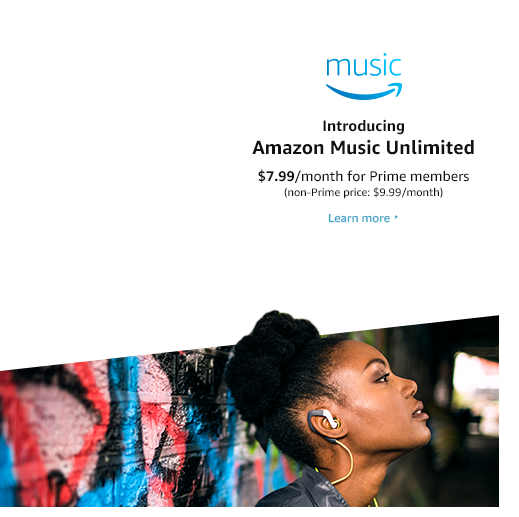 music
Introducing
Amazon Music Unlimited
$7.99/month for Prime members
(non-Prime price: $9.99/month)
Learn more ‣